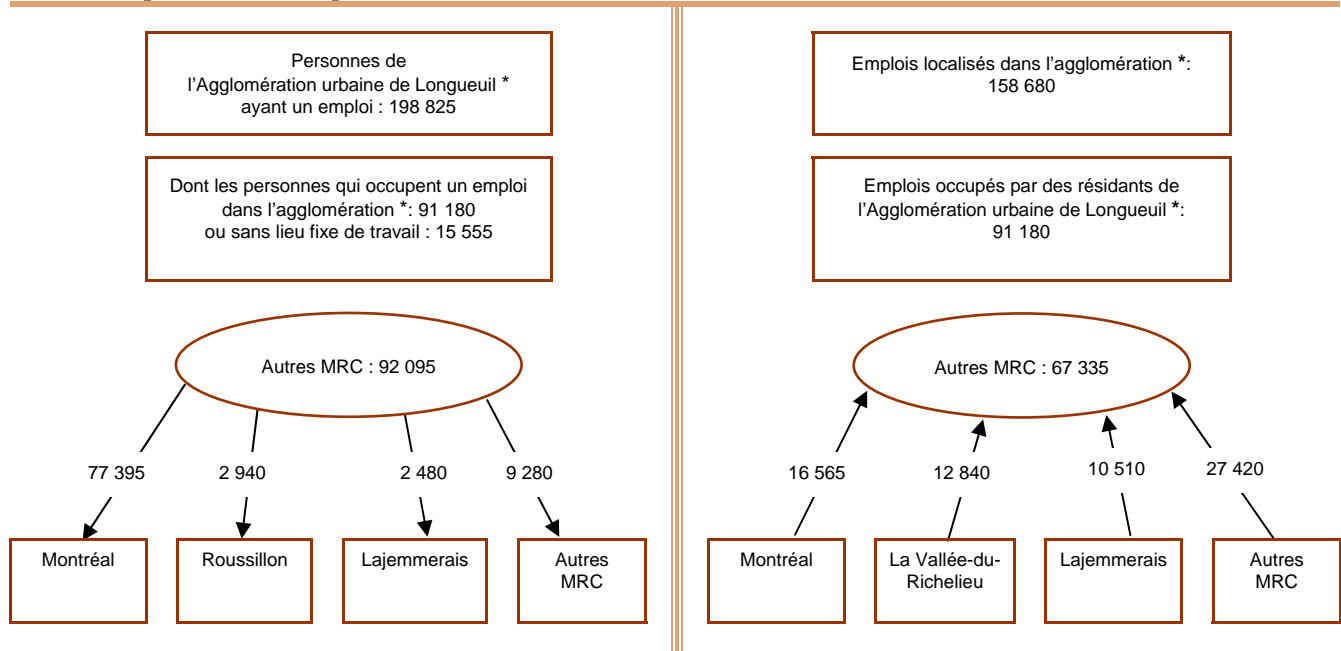 Personnes de
l'Agglomération urbaine de Longueuil *
ayant un emploi : 198 825
Dont les personnes qui occupent un emploi
dans l'agglomération *: 91 180
ou sans lieu fixe de travail : 15 555
Autres MRC : 92 095
77 395
2 940
2 480
9 280
Montréal
Roussillon
Lajemmerais
Autres
MRC
Emplois localisés dans l'agglomération *:
158 680
Emplois occupés par des résidants de
l'Agglomération urbaine de Longueuil *:
91 180
Autres MRC : 67 335
16 565
12 840
10 510
27 420
Montréal
La Vallée-du-
Richelieu
Lajemmerais
Autres
MRC